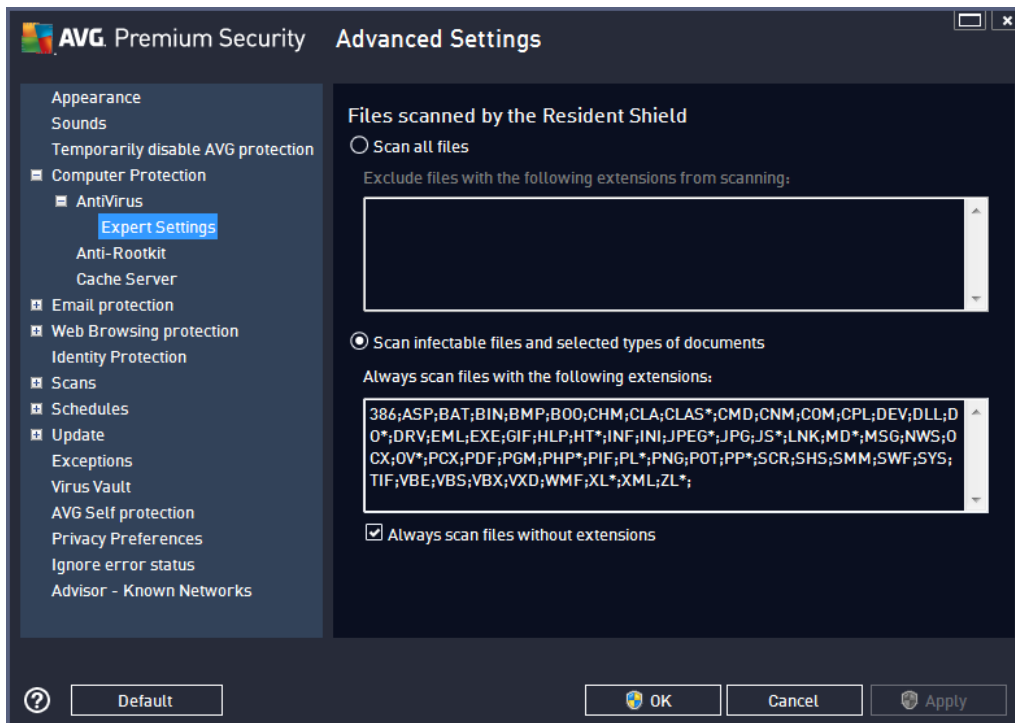 AVG. Premium Security
Advanced Settings
Appearance
Sounds
Temporarily disable AVG protection
Computer Protection
AntiVirus
Expert Settings
Anti-Rootkit
Cache Server
Email protection
Web Browsing protection
Identity Protection
Scans
Schedules
Update
Exceptions
Virus Vault
AVG Self protection
Privacy Preferences
Ignore error status
Advisor - Known Networks
Files scanned by the Resident Shield
Scan all files
Exclude files with the following extensions from scanning:
Scan infectable files and selected types of documents
Always scan files with the following extensions:
386;ASP;BAT;BIN;BMP;BOO;CHM;CLA;CLAS*;CMD;CNM;COM;CPL;DEV;DLL;D
O*;DRV;EML;EXE;GIF;HLP;HT*;INF;INI;JPEG*;JPG;JS*;LNK;MD*;MSG;NWS;O
CX;OV*;PCX;PDF;PGM;PHP*;PIF;PL*;PNG;POT;PP*;SCR;SHS;SMM;SWF;SYS;
TIF;VBE;VBS;VBX;VXD;WMF;XL*;XML;ZL*;
Always scan files without extensions
Default
OK
Cancel
Apply